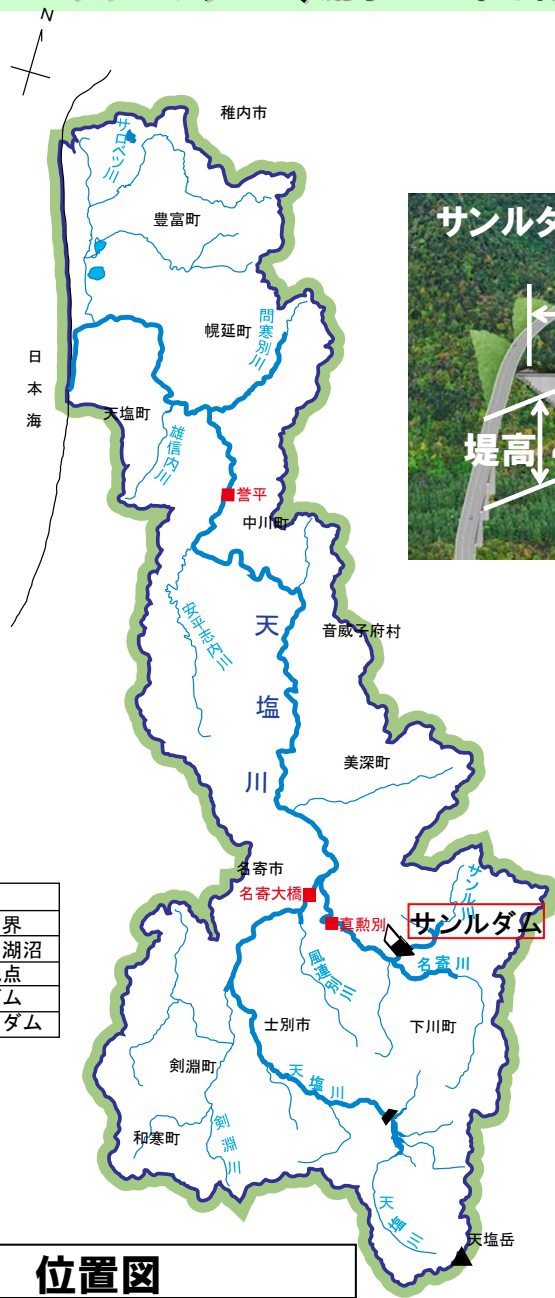 N
稚内市
サロベツ川
豊富町
サンルダ
問寒別川
幌延町
日本海
天塩町
雄信内川
堤高
誉平
中川町
安平志内川
音威子府村
天塩川
美深町
名寄市
サンル川
名寄大橋
界
真勲別
サンルダム
湖沼
名寄川
点
風連別川
ム
士別市
下川町
ダム
剣淵町
天塩川
和寒町
剣淵川
天塩川
天塩岳
位置図